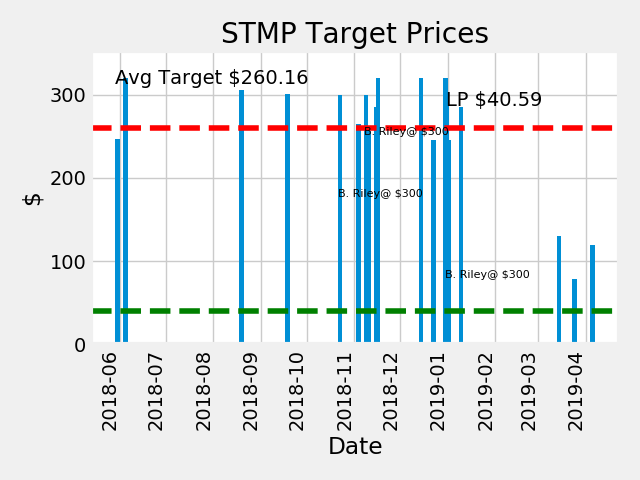 STMP Target Prices
Avg Target $260.16
LP $40.59
B. Riley@ $300
B. Riley@ $300
B. Riley@ $300
$
300
200
100
0
2018-06
2018-07
2018-08
2018-09
2018-10
2018-11
2018-12
2019-01
2019-02
2019-03
2019-04
Date